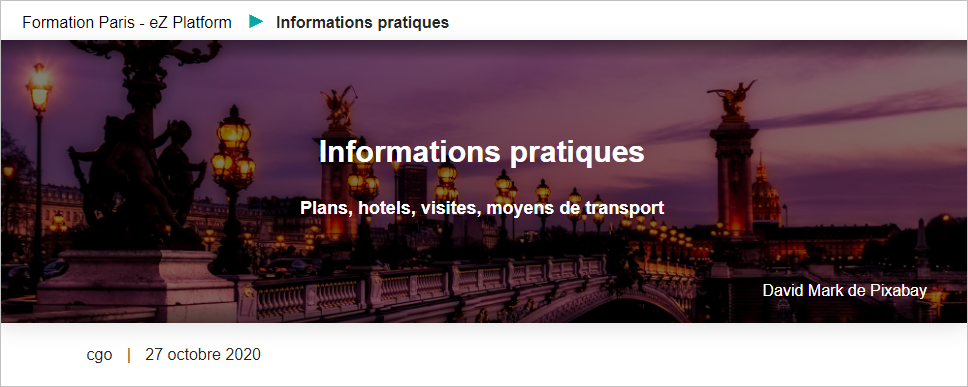 Formation Paris - eZ Platform ▶ Informations pratiques
Informations pratiques
Plans, hotels, visites, moyens de transport
David Mark de Pixabay
cgo | 27 octobre 2020